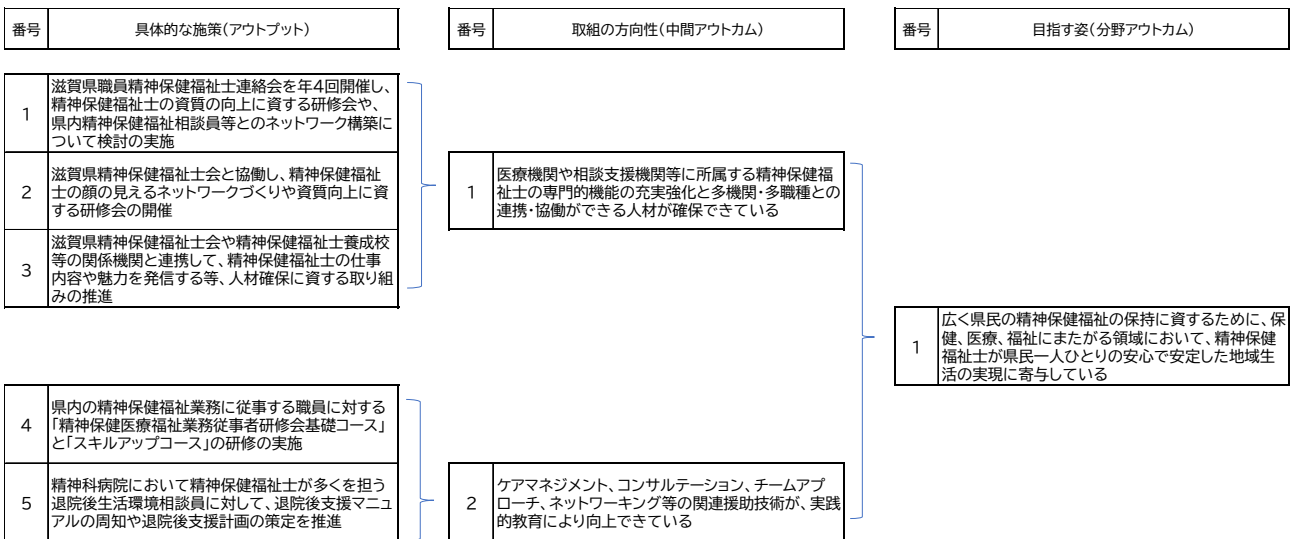 番号 具体的な施策(アウトプット) 番号 取組の方向性(中間アウトカム) 番号 目指す姿(分野アウトカム)
1
滋賀県職員精神保健福祉士連絡会を年4回開催し、
精神保健福祉士の資質の向上に資する研修会や、
県内精神保健福祉相談員等とのネットワーク構築に
ついて検討の実施
2
滋賀県精神保健福祉士会と協働し、精神保健福祉
士の顔の見えるネットワークづくりや資質向上に資
する研修会の開催
3
滋賀県精神保健福祉士会や精神保健福祉士養成校
等の関係機関と連携して、精神保健福祉士の仕事
内容や魅力を発信する等、人材確保に資する取り組
みの推進
4
県内の精神保健福祉業務に従事する職員に対する
「精神保健医療福祉業務従事者研修会基礎コース」
と「スキルアップコース」の研修の実施
5
精神科病院において精神保健福祉士が多くを担う
退院後生活環境相談員に対して、退院後支援マニュ
アルの周知や退院後支援計画の策定を推進
1
医療機関や相談支援機関等に所属する精神保健福
祉士の専門的機能の充実強化と多機関・多職種との
連携・協働ができる人材が確保できている
2
ケアマネジメント、コンサルテーション、チームアプ
ローチ、ネットワーキング等の関連援助技術が、実践
的教育により向上できている
1
広く県民の精神保健福祉の保持に資するために、保
健、医療、福祉にまたがる領域において、精神保健
福祉士が県民一人ひとりの安心で安定した地域生
活の実現に寄与している